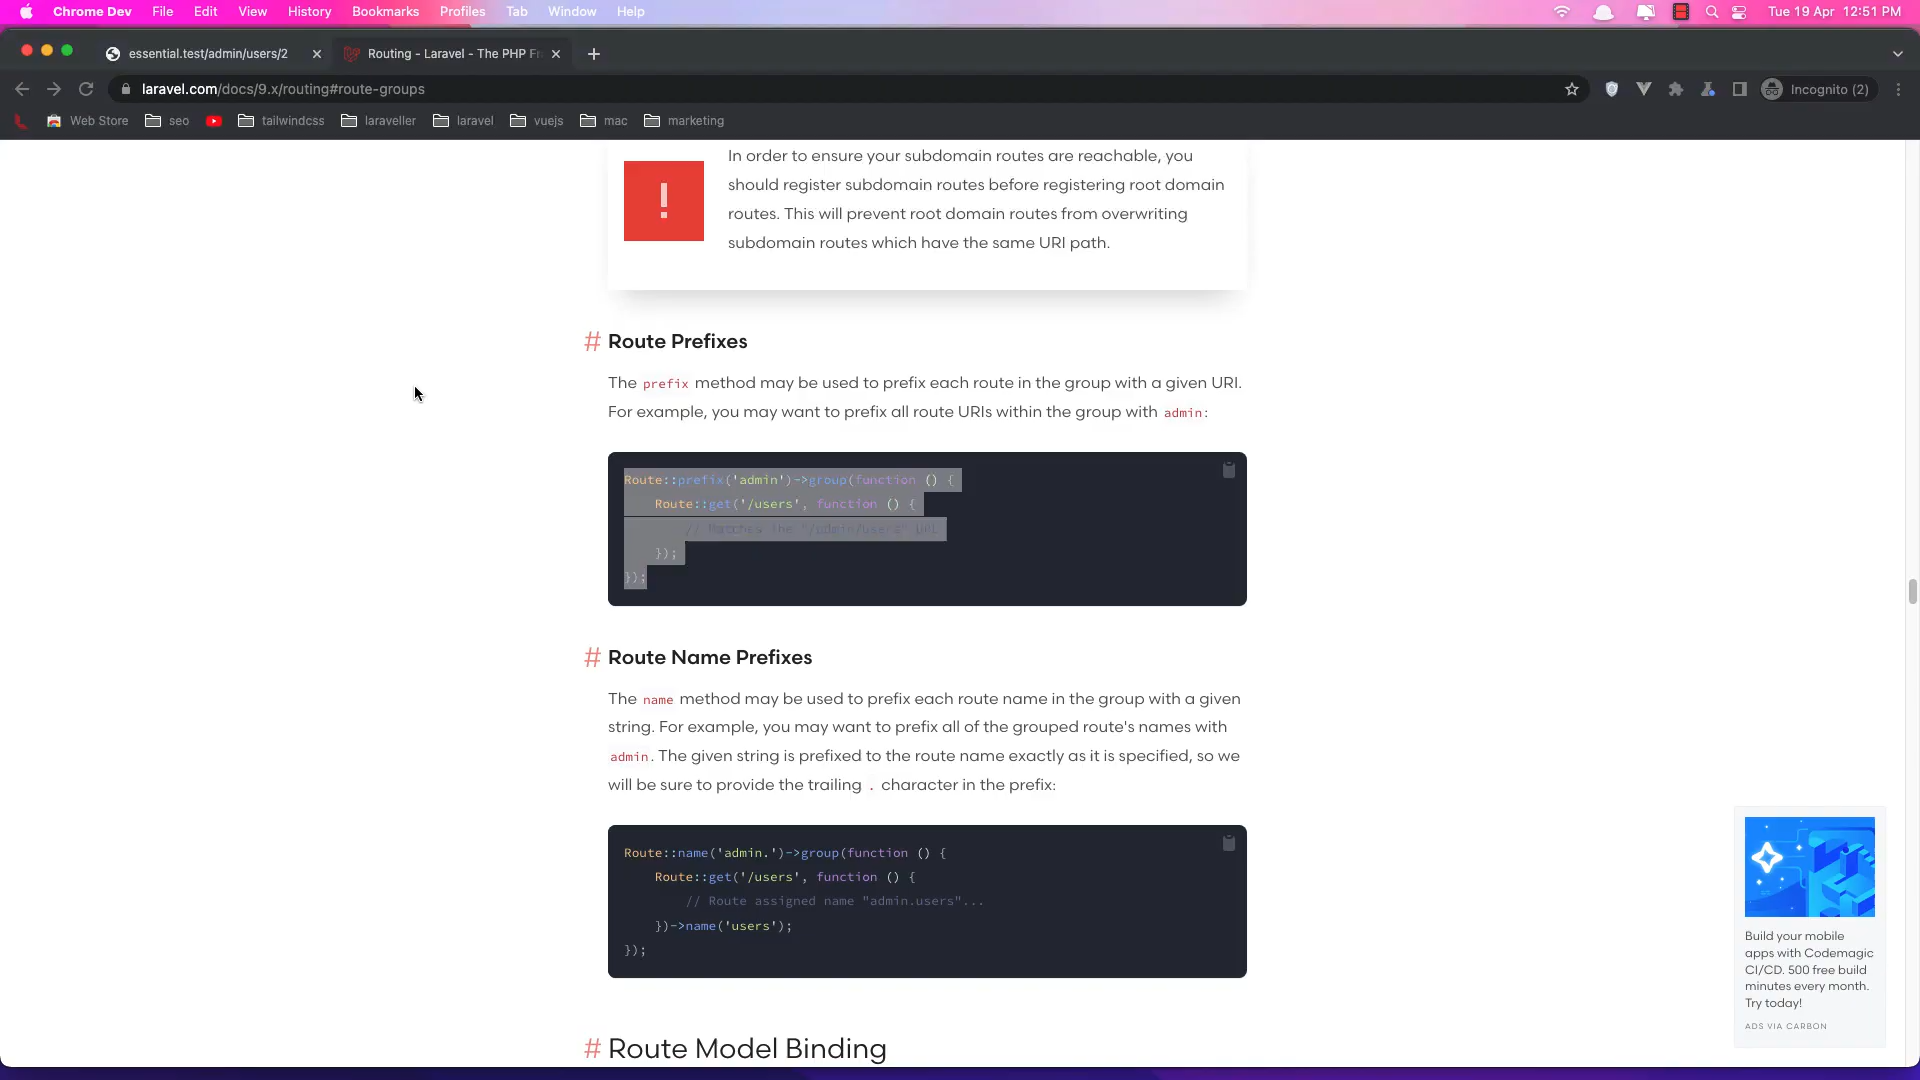 Chrome Dev File Edit View History Bookmarks Profiles Tab Window Help Tue 19 Apr 12:51 PM
essential.test/admin/users/2 Routing - Laravel - The PHP Fr
laravel.com/docs/9.x/routing#route-groups Incognito (2)
Web Store seo tailwindcss laraveller laravel vuejs mac marketing
In order to ensure your subdomain routes are reachable, you
should register subdomain routes before registering root domain
routes. This will prevent root domain routes from overwriting
subdomain routes which have the same URI path.
# Route Prefixes
The prefix method may be used to prefix each route in the group with a given URI.
For example, you may want to prefix all route URIs within the group with admin:
Route::prefix('admin')->group(function () {
Route::get('/users', function () {
// Matches The "/admin/users" URL
});
});
# Route Name Prefixes
The name method may be used to prefix each route name in the group with a given
string. For example, you may want to prefix all of the grouped route's names with
admin. The given string is prefixed to the route name exactly as it is specified, so we
will be sure to provide the trailing . character in the prefix:
Route::name('admin.')->group(function () {
Route::get('/users', function () {
// Route assigned name "admin.users"...
})->name('users');
});
# Route Model Binding
Build your mobile
apps with Codemagic
CI/CD. 500 free build
minutes every month.
Try today!
ADS VIA CARBON